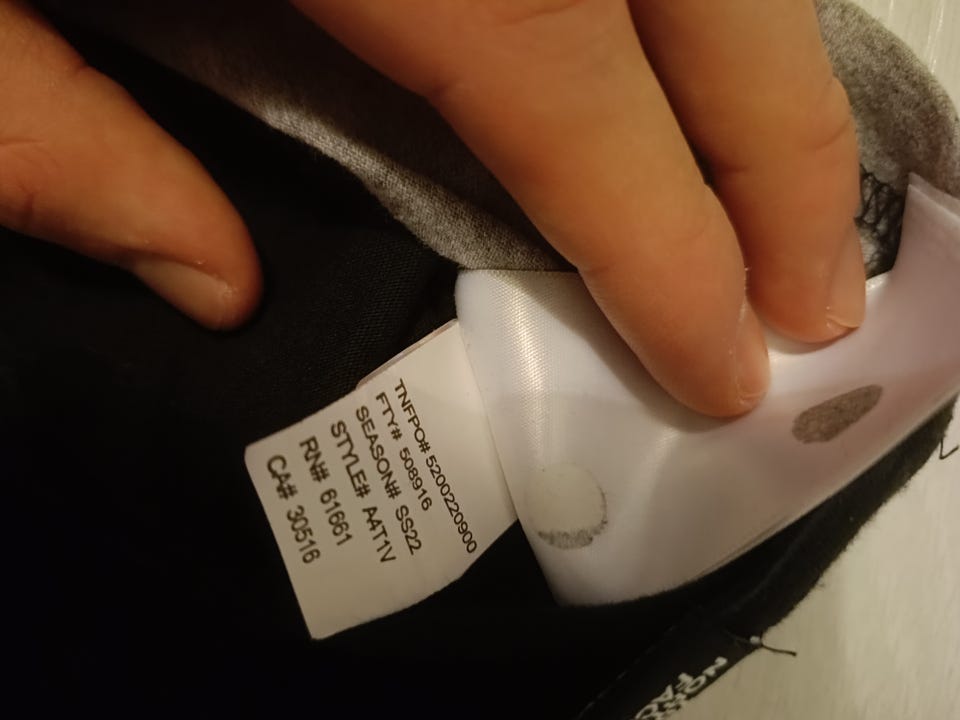 TNFPO# 5200220900
FTY# 508916
SEASON# SS22
STYLE# A4T1V
RN# 61661
CA# 30516